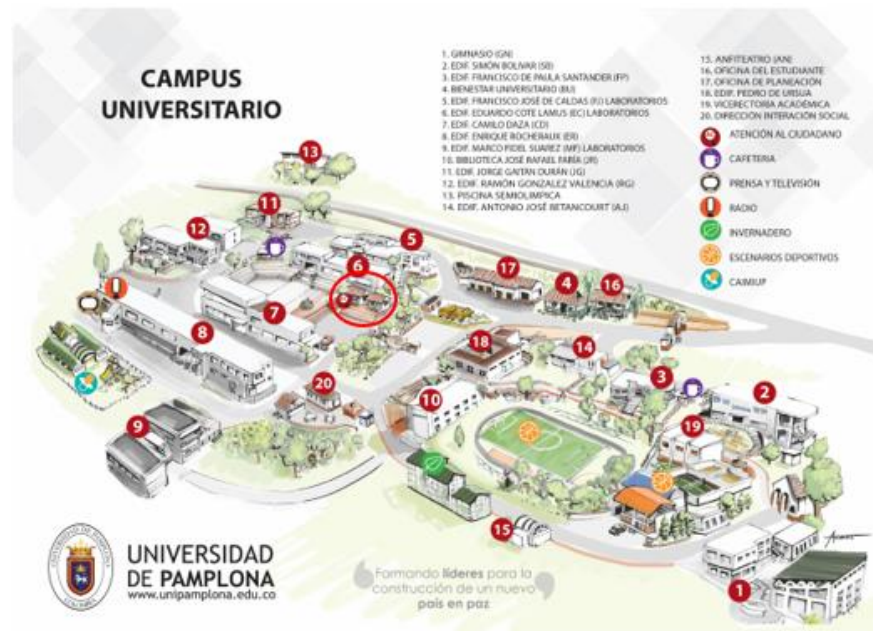 CAMPUS
UNIVERSITARIO
1. GIMNASIO (GN)
2. EDIF. SIMÓN BOLIVAR (SB)
3. EDIF. FRANCISCO DE PAULA SANTANDER (FP)
4. BIENESTAR UNIVERSITARIO (BU)
5. EDIF. FRANCISCO JOSÉ DE CALDAS (FJ) LABORATORIOS
6. EDIF. EDUARDO COTE LAMUS (EC) LABORATORIOS
7. EDIF. CAMILO DAZA (CD)
8. EDIF. ENRIQUE ROCHERAUX (ER)
9. EDIF. MARCO FIDEL SUAREZ (MF) LABORATORIOS
10. BIBLIOTECA JOSÉ RAFAEL FARÍA (JR)
11. EDIF. JORGE GAITÁN DURÁN (JG)
12. EDIF. RAMÓN GONZALEZ VALENCIA (RG)
13. PISCINA SEMIOLIMPICA
14. EDIF. ANTONIO JOSÉ BETANCOURT (AJ)
15. ANFITEATRO (AN)
16. OFICINA DEL ESTUDIANTE
17. OFICINA DE PLANEACIÓN
18. EDIF. PEDRO DE URSUA
19. VICERECTORIA ACADÉMICA
20. DIRECCIÓN INTERACIÓN SOCIAL
ATENCIÓN AL CIUDADANO
CAFETERIA
PRENSA Y TELEVISIÓN
RADIO
INVERNADERO
ESCENARIOS DEPORTIVOS
CAIMIUP
13
11
12
5
6
17
4
16
7
8
18
14
3
2
20
10
19
9
15
1
UNIVERSIDAD
DE PAMPLONA
www.unipamplona.edu.co
Formando líderes para la
construcción de un nuevo
país en paz